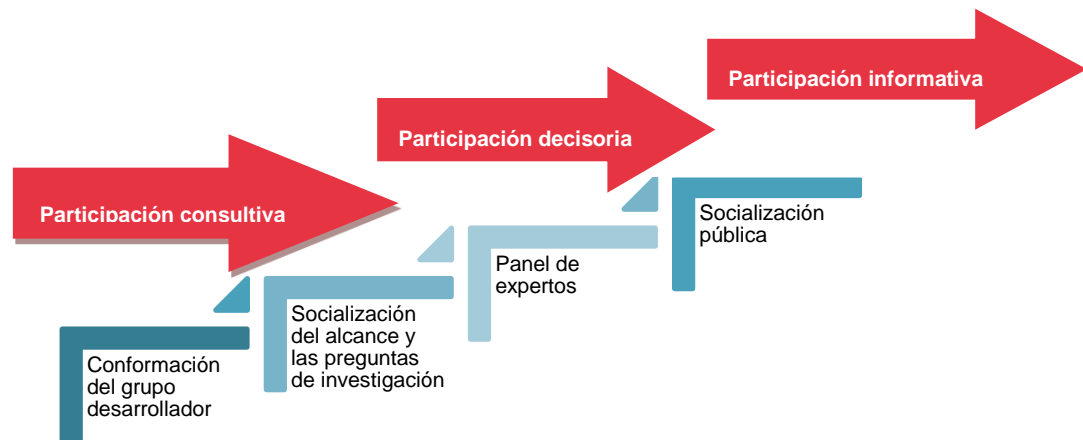 Participación informativa
Participación decisoria
Participación consultiva
Socialización
pública
Panel de
expertos
Socialización
del alcance y
las preguntas
de investigación
Conformación
del grupo
desarrollador